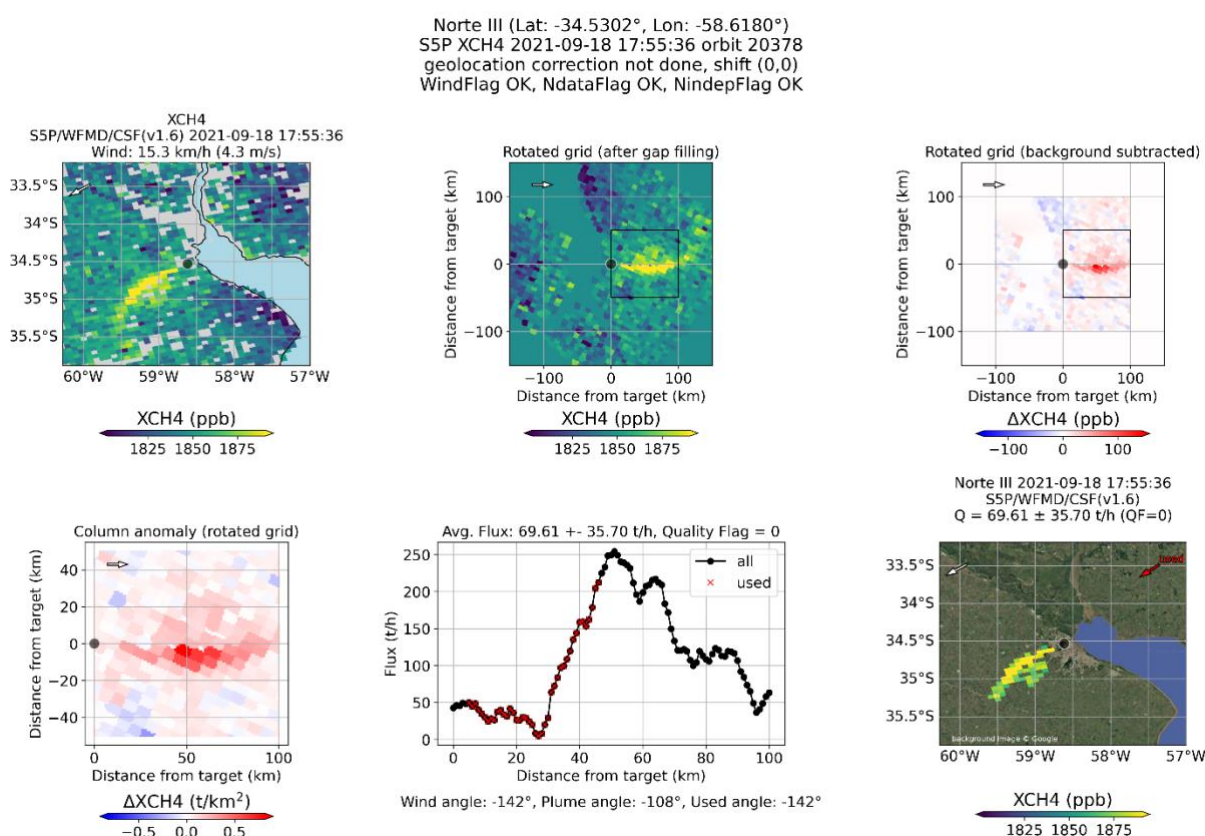 Norte III (Lat: -34.5302°, Lon: -58.6180°)
S5P XCH4 2021-09-18 17:55:36 orbit 20378
geolocation correction not done, shift (0,0)
WindFlag OK, NdataFlag OK, NindepFlag OK
XCH4
S5P/WFMD/CSF(v1.6) 2021-09-18 17:55:36
Wind: 15.3 km/h (4.3 m/s)
33.5°S
34°S
34.5°S
35°S
35.5°S
60°W 59°W 58°W 57°W
XCH4 (ppb)
1825 1850 1875
Rotated grid (after gap filling)
Distance from target (km)
100
0
−100
−100 0 100
Distance from target (km)
XCH4 (ppb)
1825 1850 1875
Rotated grid (background subtracted)
Distance from target (km)
100
0
−100
−100 0 100
Distance from target (km)
ΔXCH4 (ppb)
−100 0 100
Column anomaly (rotated grid)
Distance from target (km)
40
20
0
−20
−40
0 50 100
Distance from target (km)
ΔXCH4 (t/km²)
−0.5 0.0 0.5
Avg. Flux: 69.61 +- 35.70 t/h, Quality Flag = 0
Flux (t/h)
250
200
150
100
50
0
all
used
0 20 40 60 80 100
Distance from target (km)
Wind angle: -142°, Plume angle: -108°, Used angle: -142°
Norte III 2021-09-18 17:55:36
S5P/WFMD/CSF(v1.6)
Q = 69.61 ± 35.70 t/h (QF=0)
33.5°S
34°S
34.5°S
35°S
35.5°S
used
background image © Google
60°W 59°W 58°W 57°W
XCH4 (ppb)
1825 1850 1875